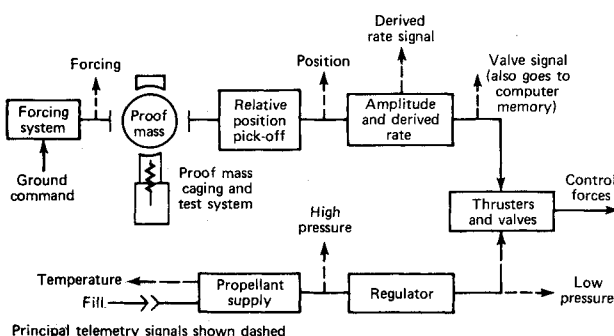 Derived
rate signal
Forcing
Position
Valve signal
(also goes to
computer
memory)
Forcing
system
Proof
mass
Relative
position
pick-off
Amplitude
and derived
rate
Ground
command
Proof mass
caging and
test system
High
pressure
Thrusters
and valves
Control
forces
Temperature
Fill
Propellant
supply
Regulator
Low
pressure
Principal telemetry signals shown dashed